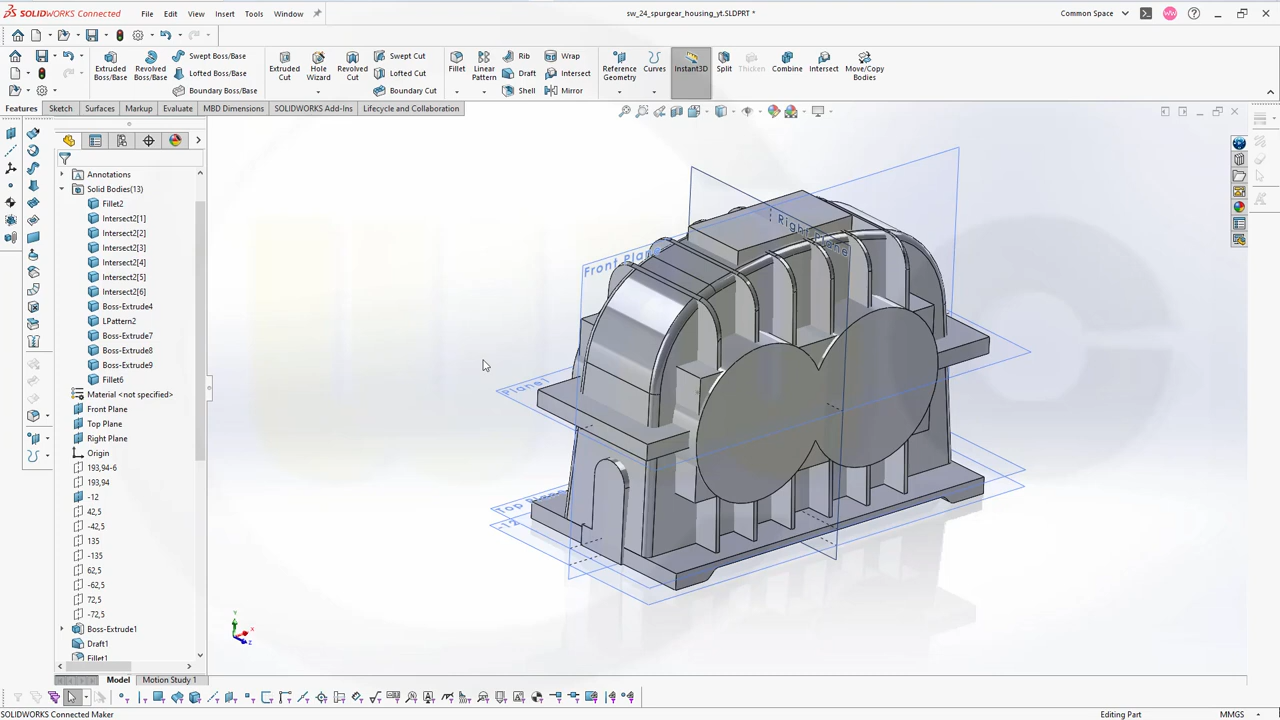 SOLIDWORKS Connected
File Edit View Insert Tools Window
sw_24_spurgear_housing_yt.SLDPRT *
Common Space
WW
Extruded Boss/Base
Revolved Boss/Base
Swept Boss/Base
Lofted Boss/Base
Boundary Boss/Base
Extruded Cut
Hole Wizard
Revolved Cut
Swept Cut
Lofted Cut
Boundary Cut
Fillet
Linear Pattern
Rib
Draft
Shell
Wrap
Intersect
Mirror
Reference Geometry
Curves
Instant3D
Split
Thicken
Combine
Intersect
Move/Copy Bodies
Features Sketch Surfaces Markup Evaluate MBD Dimensions SOLIDWORKS Add-Ins Lifecycle and Collaboration
Annotations
Solid Bodies(13)
Fillet2
Intersect2[1]
Intersect2[2]
Intersect2[3]
Intersect2[4]
Intersect2[5]
Intersect2[6]
Boss-Extrude4
LPattern2
Boss-Extrude7
Boss-Extrude8
Boss-Extrude9
Fillet6
Material <not specified>
Front Plane
Top Plane
Right Plane
Origin
193,94-6
193,94
-12
42,5
-42,5
135
-135
62,5
-62,5
72,5
-72,5
Boss-Extrude1
Draft1
Fillet1
Right Plane
Front Plane
Plane1
Top Plane
-12
Y
X
Z
Model Motion Study 1
SOLIDWORKS Connected Maker
Editing Part
MMGS